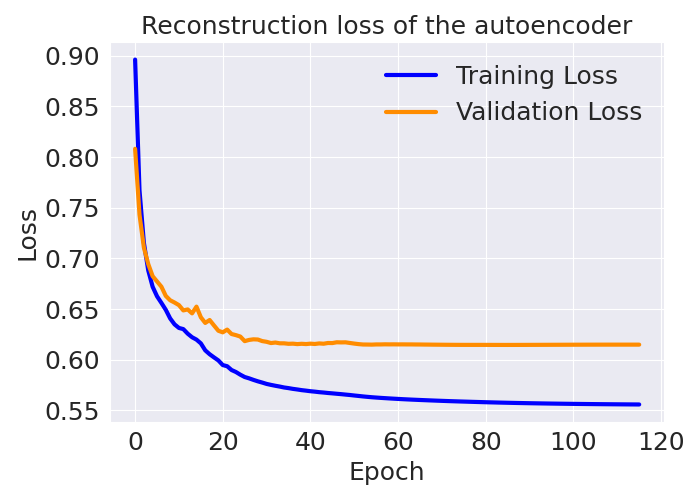 Reconstruction loss of the autoencoder
Training Loss
Validation Loss
0.90
0.85
0.80
0.75
0.70
0.65
0.60
0.55
Loss
0 20 40 60 80 100 120
Epoch